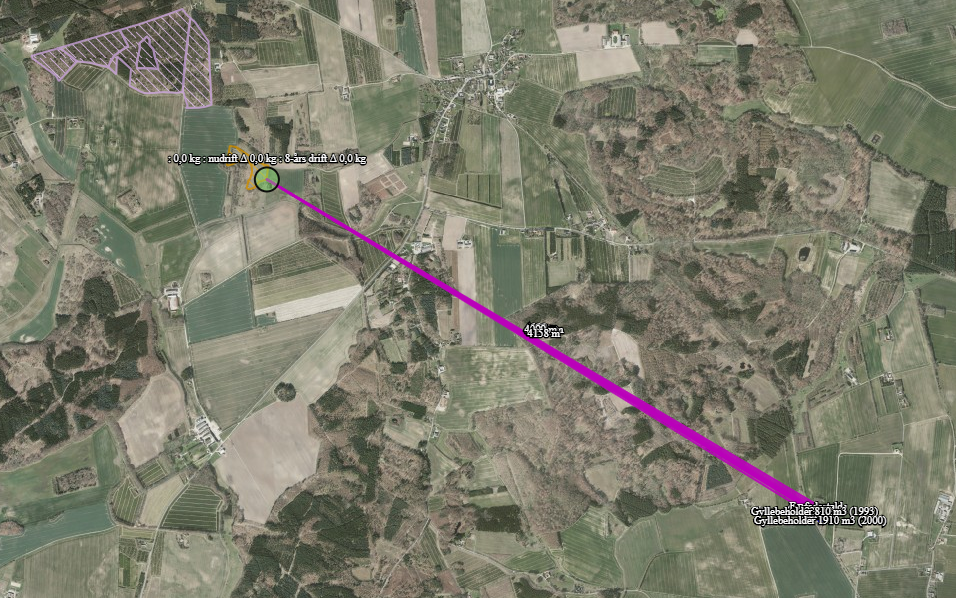 : 0,0 kg : nudrift Δ 0,0 kg : 8-års drift Δ 0,0 kg
4158 m
Gyllebeholder 810 m3 (1993)
Gyllebeholder 1910 m3 (2000)